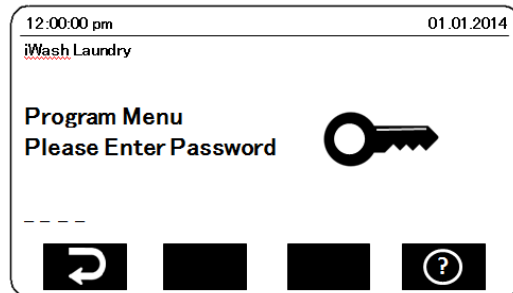 12:00:00 pm 01.01.2014
iWash Laundry
Program Menu
Please Enter Password
_ _ _ _
?